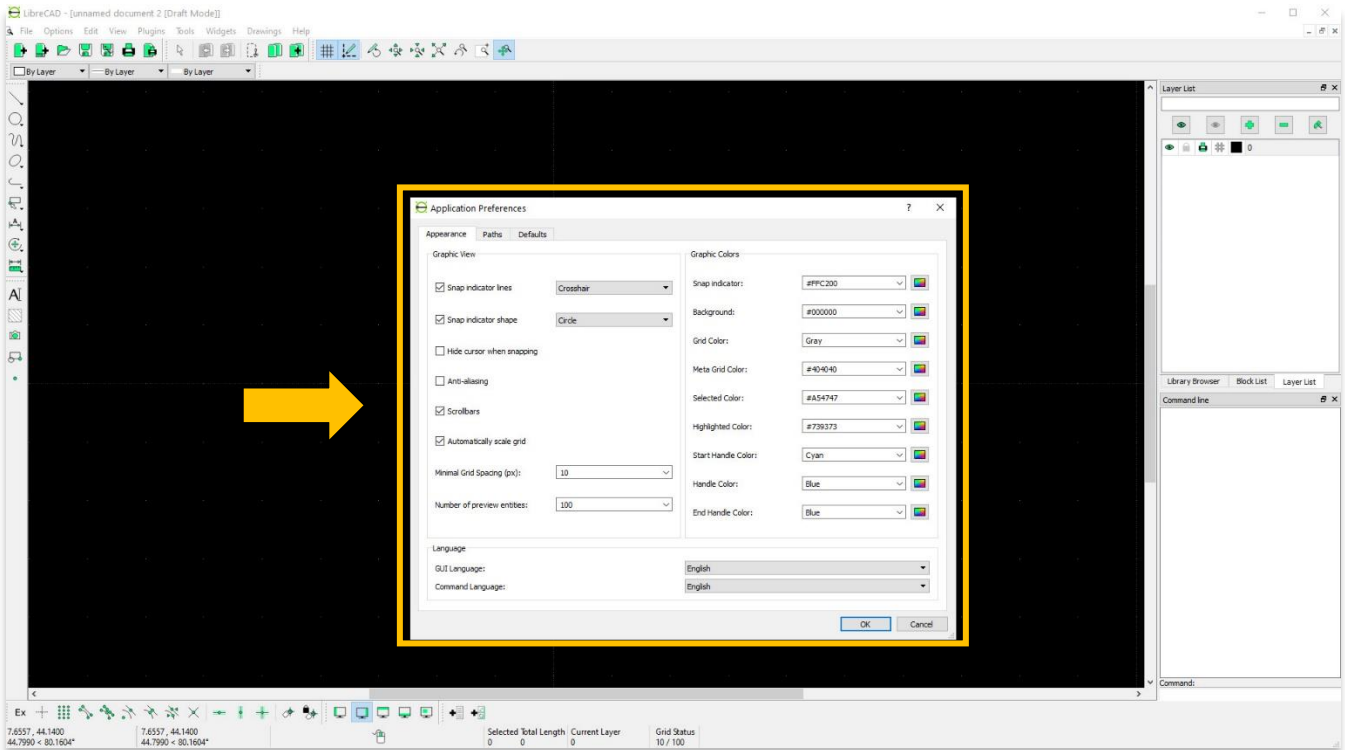 LibreCAD - [unnamed document 2 [Draft Mode]]
File Options Edit View Plugins Tools Widgets Drawings Help
By Layer By Layer By Layer
Layer List
0
Application Preferences ? ×
Appearance Paths Defaults
Graphic View
Snap indicator lines Crosshair
Snap indicator shape Circle
Hide cursor when snapping
Anti-aliasing
Scrollbars
Automatically scale grid
Minimal Grid Spacing (px): 10
Number of preview entities: 100
Graphic Colors
Snap indicator: #FFC200
Background: #000000
Grid Color: Gray
Meta Grid Color: #404040
Selected Color: #A54747
Highlighted Color: #739373
Start Handle Color: Cyan
Handle Color: Blue
End Handle Color: Blue
Language
GUI Language: English
Command Language: English
OK Cancel
Library Browser Block List Layer List
Command line
Command:
Ex
7.6557 , 44.1400 7.6557 , 44.1400 Selected Total Length Current Layer Grid Status
44.7990 < 80.1604° 44.7990 < 80.1604° 0 0 0 10 / 100